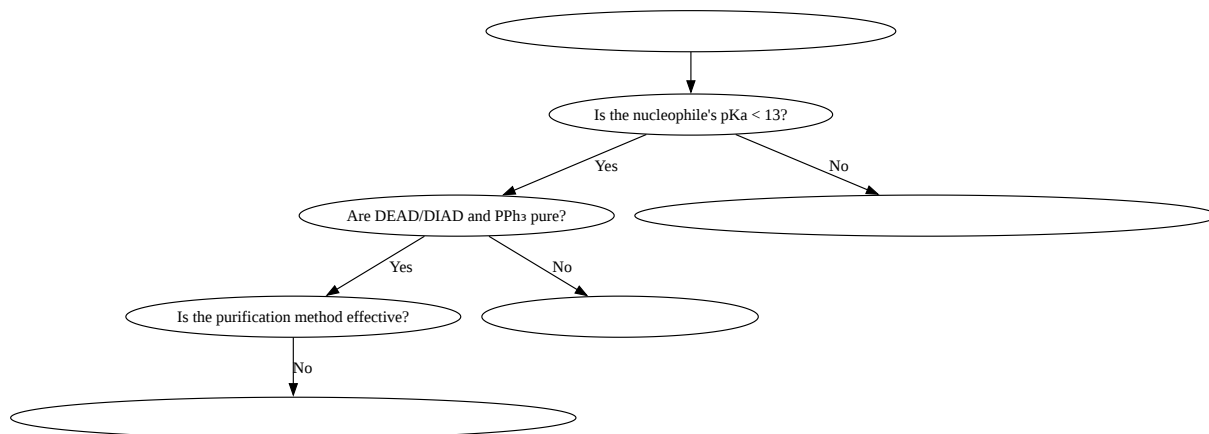 Is the nucleophile's pKa < 13?
Yes
No
Are DEAD/DIAD and PPh₃ pure?
Yes
No
Is the purification method effective?
No